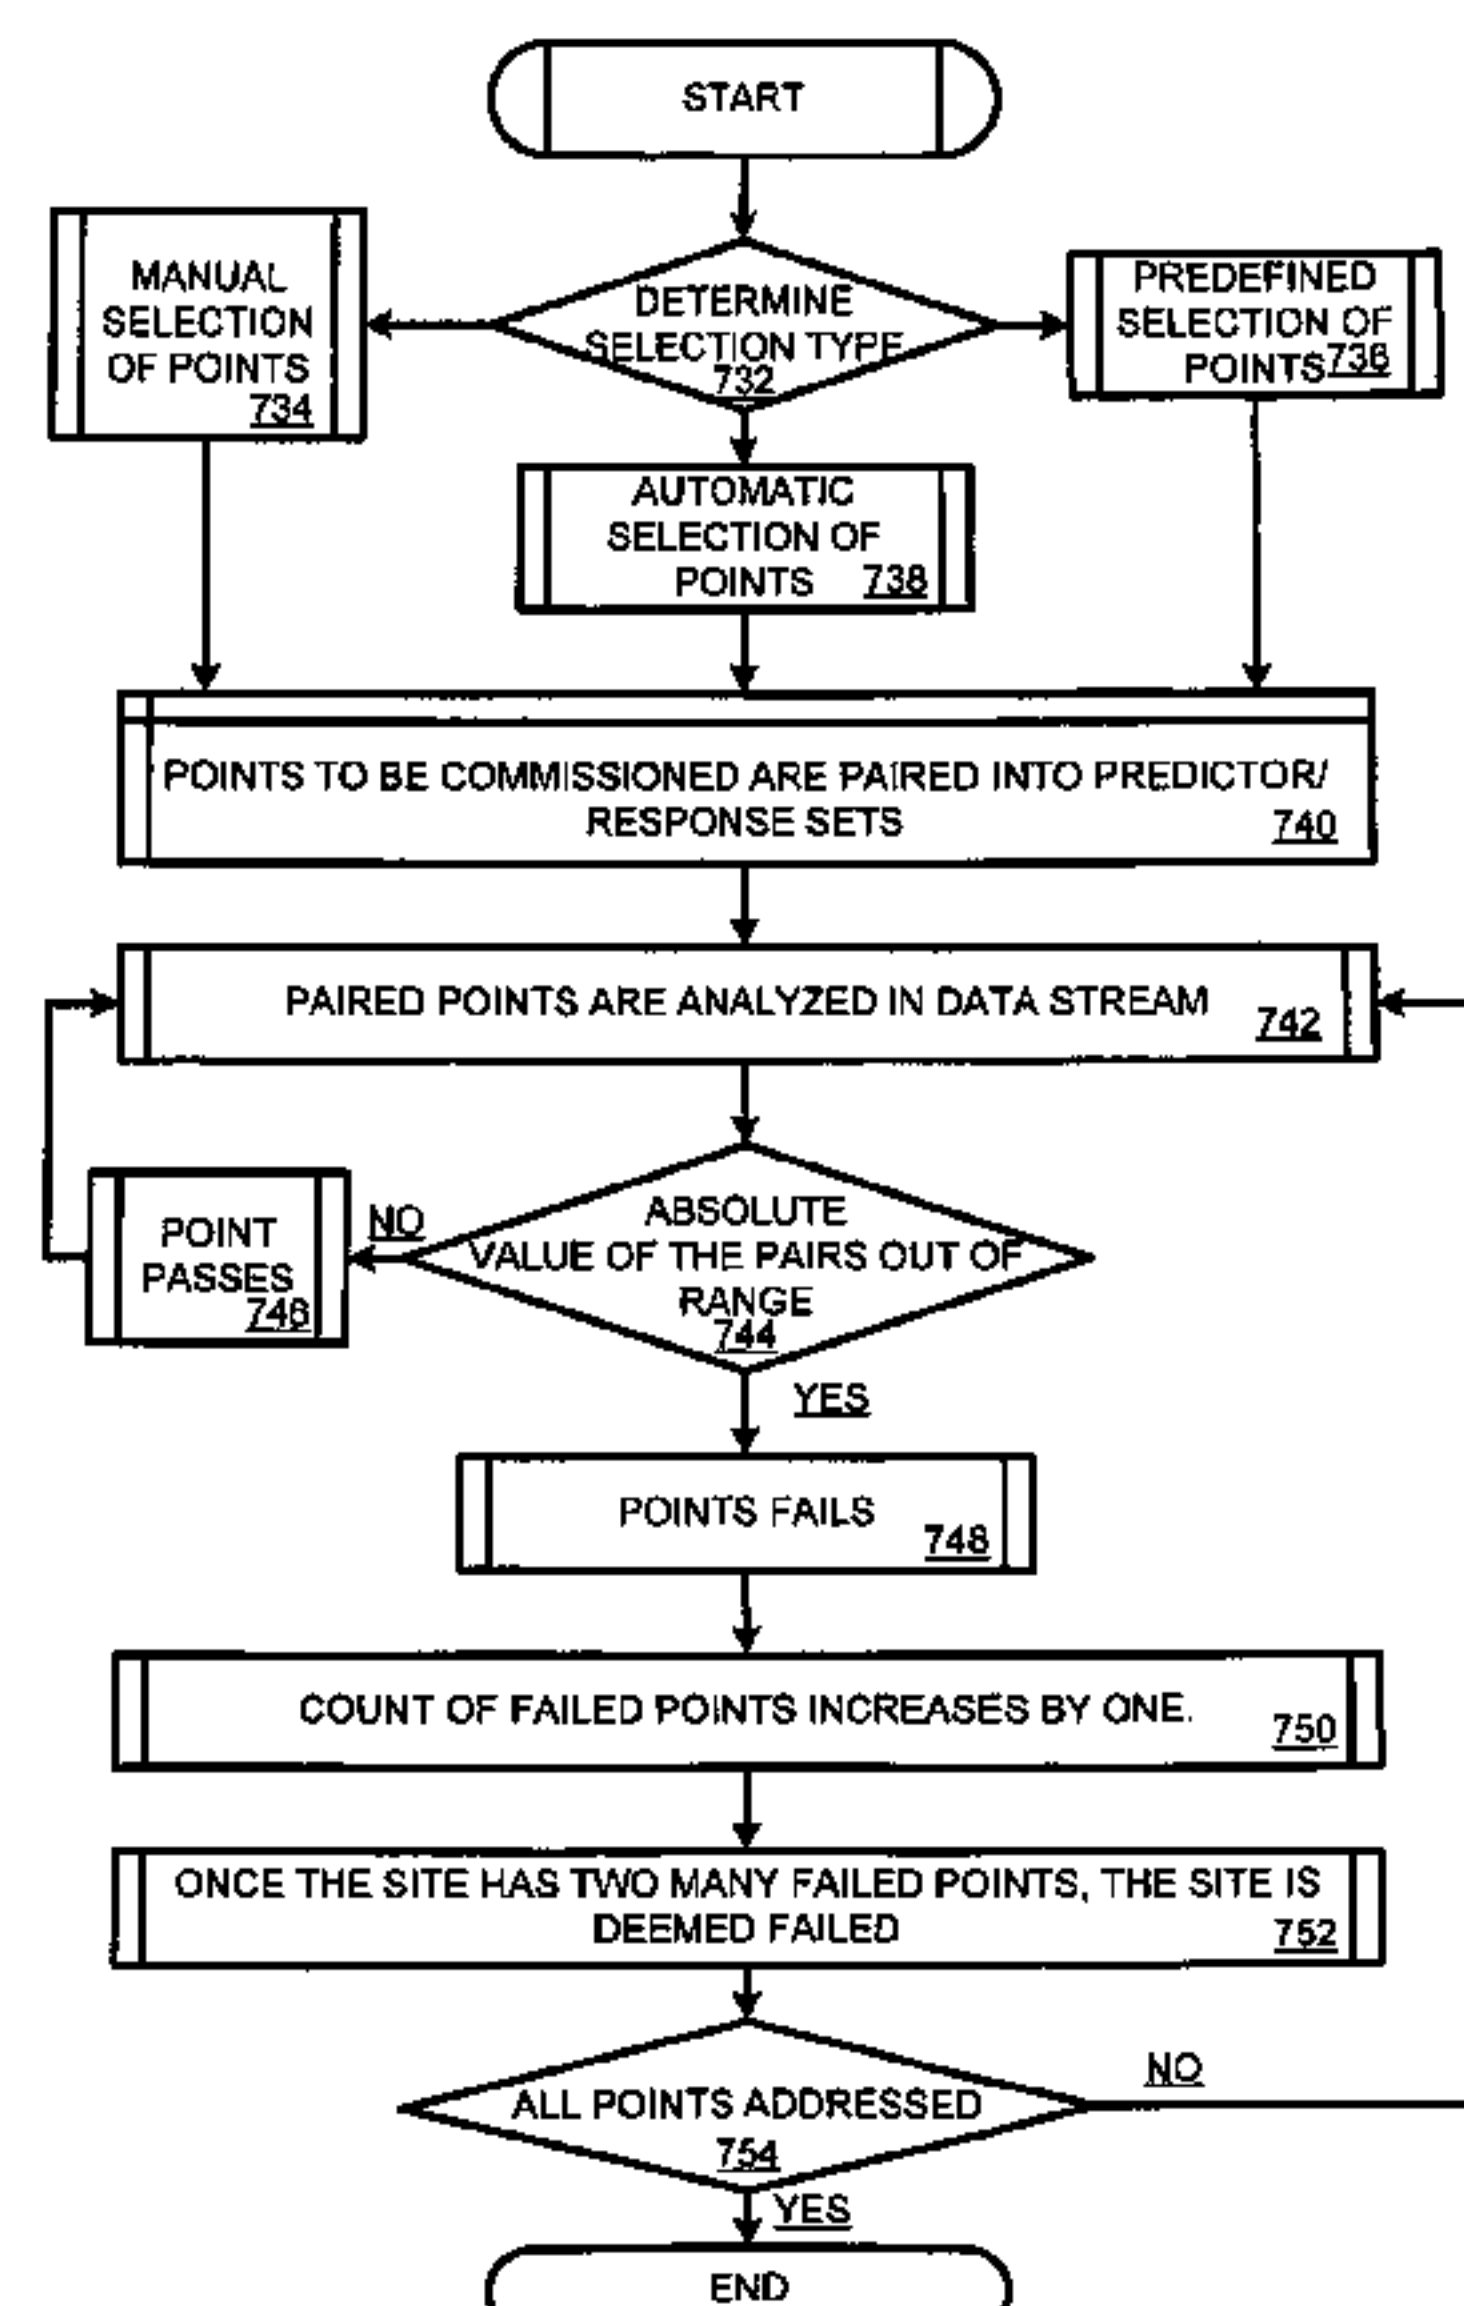 START
MANUAL
SELECTION
OF POINTS
734
DETERMINE
SELECTION TYPE
732
PREDEFINED
SELECTION OF
POINTS 736
AUTOMATIC
SELECTION OF
POINTS 738
POINTS TO BE COMMISSIONED ARE PAIRED INTO PREDICTOR/
RESPONSE SETS 740
PAIRED POINTS ARE ANALYZED IN DATA STREAM
742
POINT
PASSES
746
NO
ABSOLUTE
VALUE OF THE PAIRS OUT OF
RANGE
744
YES
POINTS FAILS
748
COUNT OF FAILED POINTS INCREASES BY ONE.
750
ONCE THE SITE HAS TWO MANY FAILED POINTS, THE SITE IS
DEEMED FAILED 752
ALL POINTS ADDRESSED
754
NO
YES
END